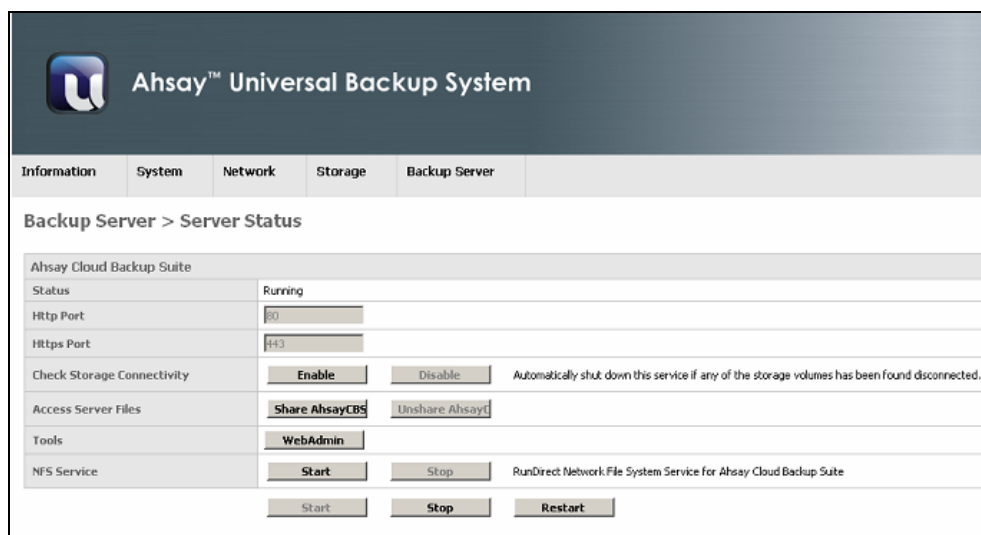 Ahsay™ Universal Backup System
Information System Network Storage Backup Server
Backup Server > Server Status
Ahsay Cloud Backup Suite
Status Running
Http Port 80
Https Port 443
Check Storage Connectivity Enable Disable Automatically shut down this service if any of the storage volumes has been found disconnected.
Access Server Files Share AhsayCBS Unshare AhsayC
Tools WebAdmin
NFS Service Start Stop RunDirect Network File System Service for Ahsay Cloud Backup Suite
Start Stop Restart